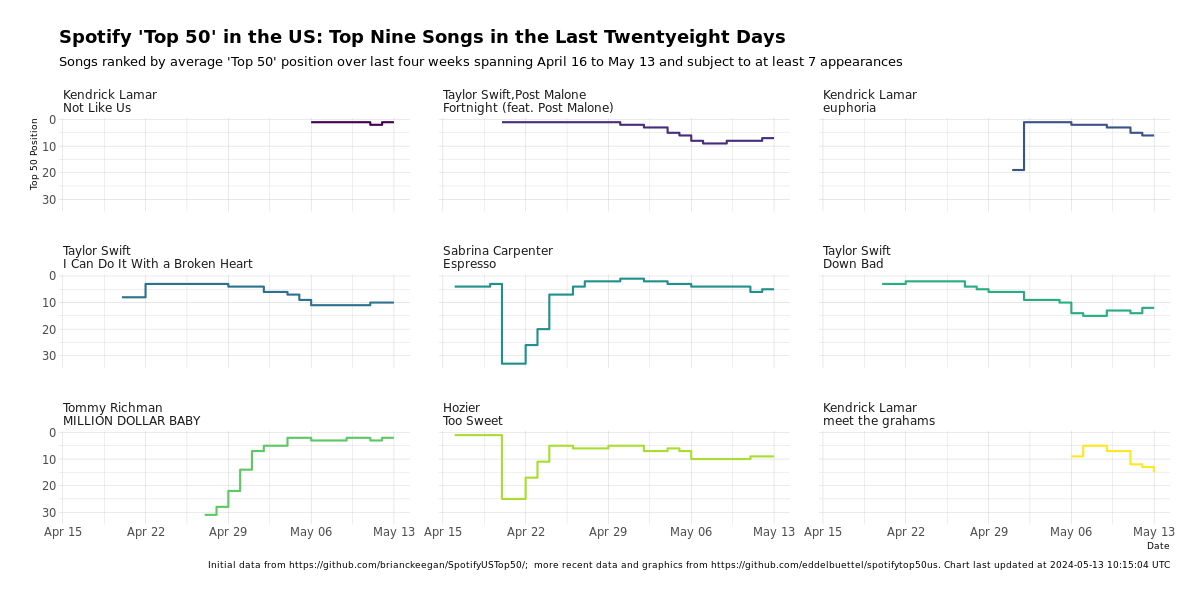 Spotify 'Top 50' in the US: Top Nine Songs in the Last Twentyeight Days
Songs ranked by average 'Top 50' position over last four weeks spanning April 16 to May 13 and subject to at least 7 appearances
Kendrick Lamar
Not Like Us
Taylor Swift,Post Malone
Fortnight (feat. Post Malone)
Kendrick Lamar
euphoria
Top 50 Position
0
10
20
30
Taylor Swift
I Can Do It With a Broken Heart
Sabrina Carpenter
Espresso
Taylor Swift
Down Bad
0
10
20
30
Tommy Richman
MILLION DOLLAR BABY
Hozier
Too Sweet
Kendrick Lamar
meet the grahams
0
10
20
30
Apr 15 Apr 22 Apr 29 May 06 May 13 Apr 15 Apr 22 Apr 29 May 06 May 13 Apr 15 Apr 22 Apr 29 May 06 May 13
Date
Initial data from https://github.com/brianckeegan/SpotifyUSTop50/; more recent data and graphics from https://github.com/eddelbuettel/spotifytop50us. Chart last updated at 2024-05-13 10:15:04 UTC